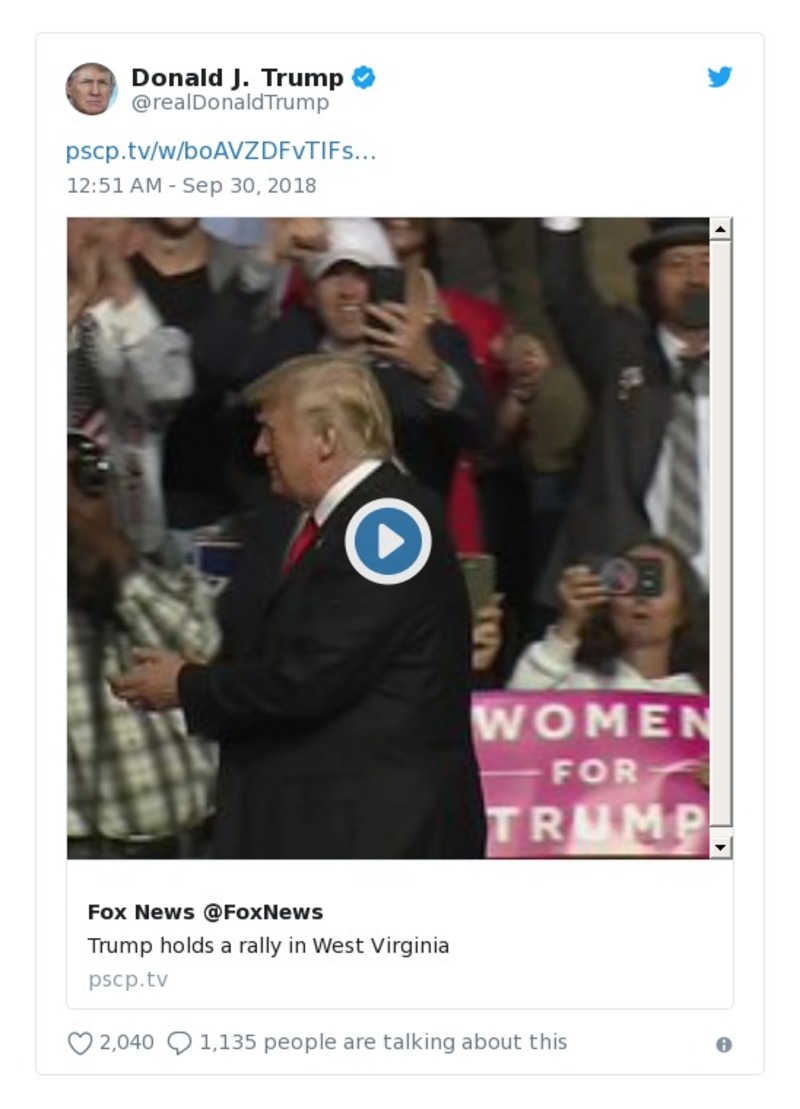 Donald J. Trump
@realDonaldTrump
pscp.tv/w/boAVZDFvTIFs...
12:51 AM - Sep 30, 2018
WOMEN
FOR
TRUMP
Fox News @FoxNews
Trump holds a rally in West Virginia
pscp.tv
2,040 1,135 people are talking about this